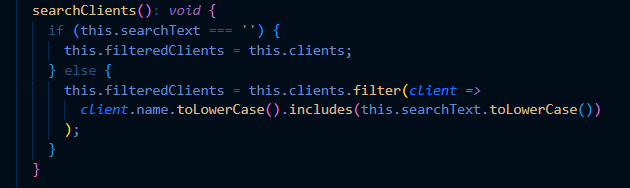 searchClients(): void {
if (this.searchText === '') {
this.filteredClients = this.clients;
} else {
this.filteredClients = this.clients.filter(client =>
client.name.toLowerCase().includes(this.searchText.toLowerCase())
);
}
}